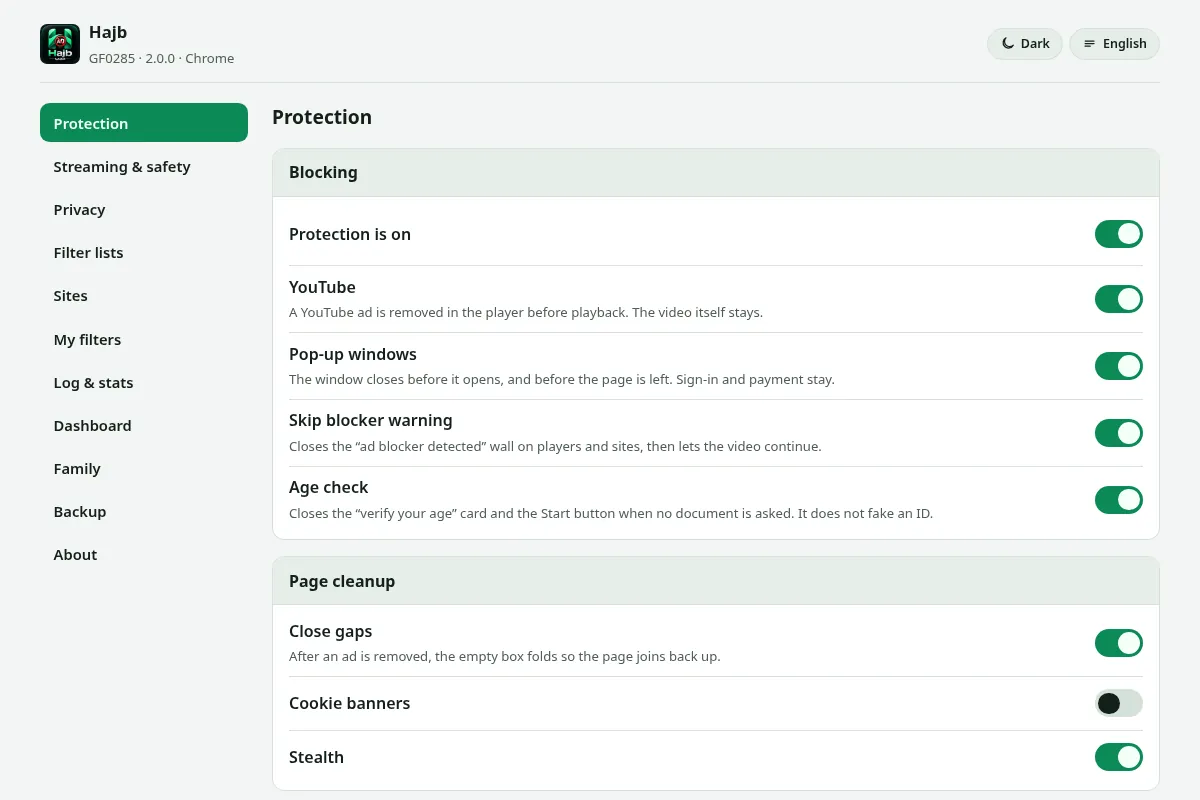 Hajb
Hajb
GF0285 · 2.0.0 · Chrome
Dark
English
Protection
Streaming & safety
Privacy
Filter lists
Sites
My filters
Log & stats
Dashboard
Family
Backup
About
Protection
Blocking
Protection is on
YouTube
A YouTube ad is removed in the player before playback. The video itself stays.
Pop-up windows
The window closes before it opens, and before the page is left. Sign-in and payment stay.
Skip blocker warning
Closes the “ad blocker detected” wall on players and sites, then lets the video continue.
Age check
Closes the “verify your age” card and the Start button when no document is asked. It does not fake an ID.
Page cleanup
Close gaps
After an ad is removed, the empty box folds so the page joins back up.
Cookie banners
Stealth